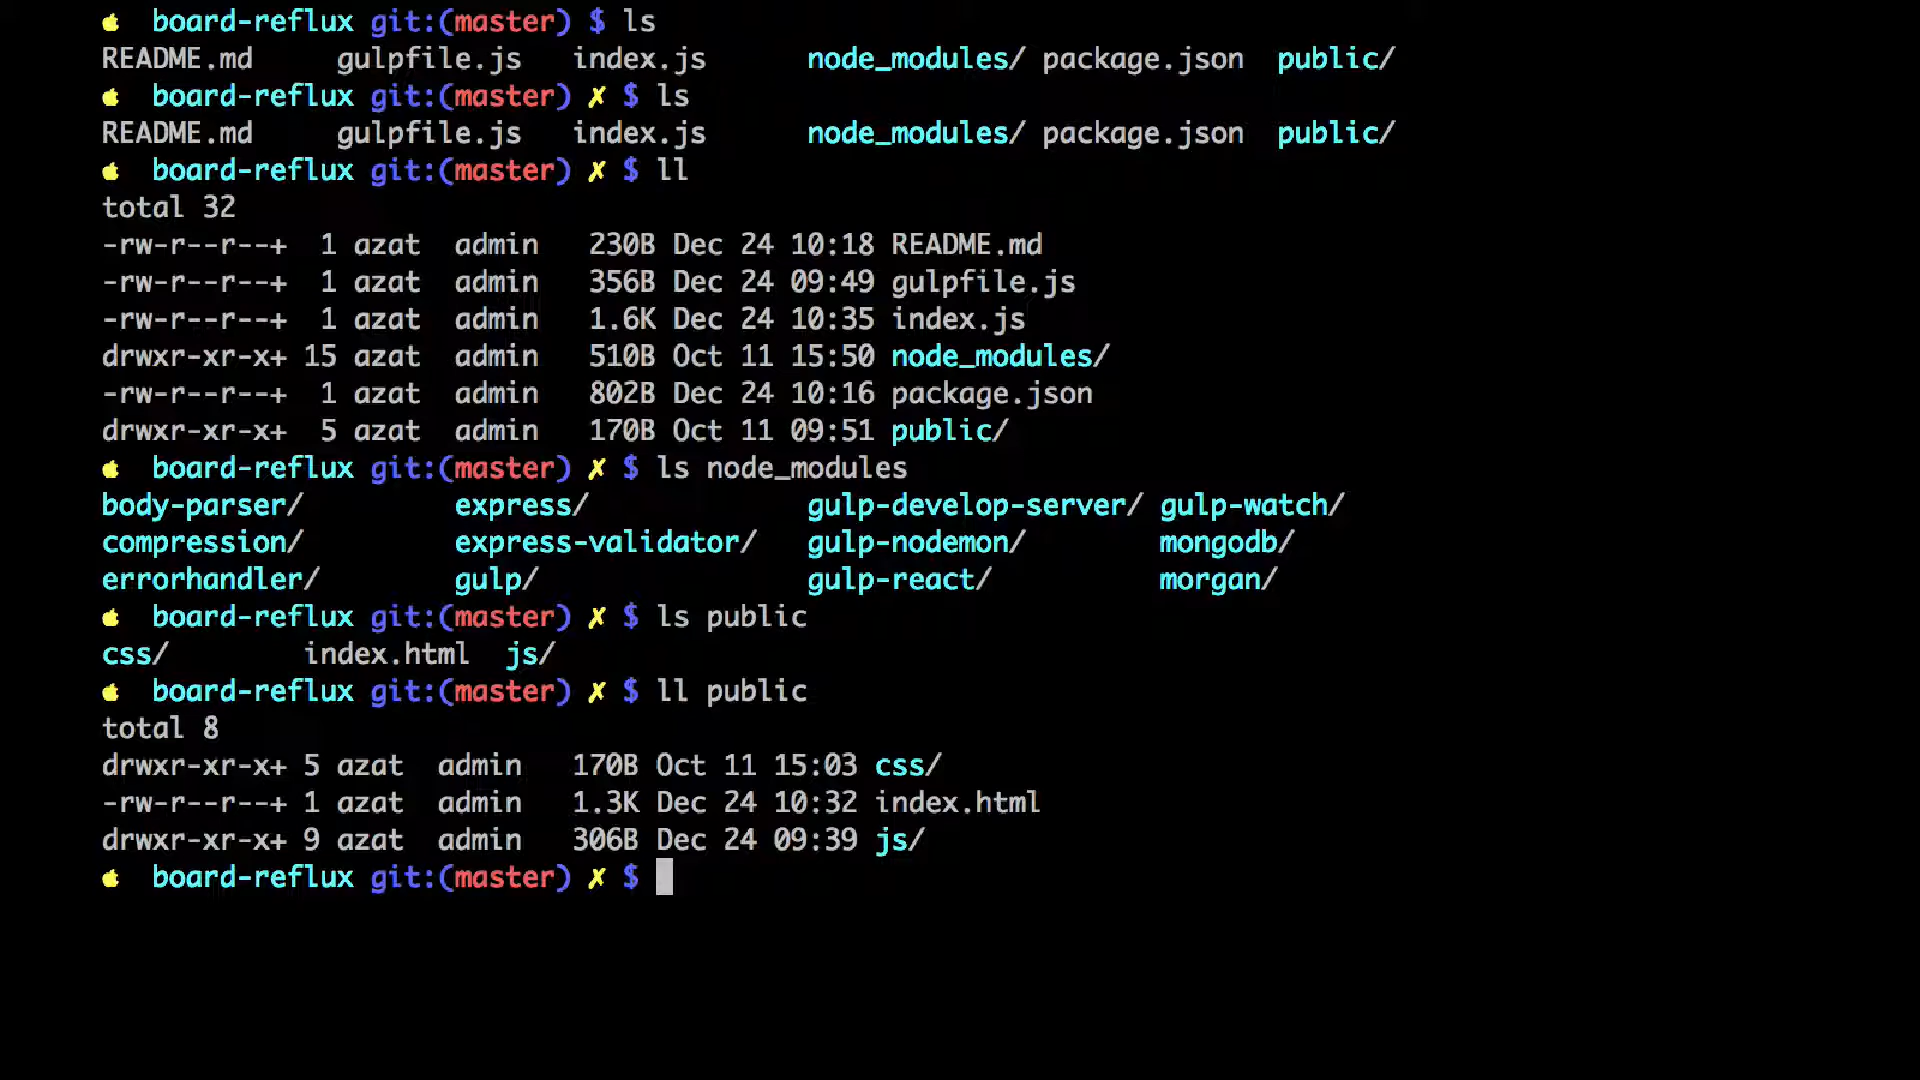 board-reflux git:(master) $ ls
README.md gulpfile.js index.js node_modules/ package.json public/
board-reflux git:(master) ✗ $ ls
README.md gulpfile.js index.js node_modules/ package.json public/
board-reflux git:(master) ✗ $ ll
total 32
-rw-r--r--+ 1 azat admin 230B Dec 24 10:18 README.md
-rw-r--r--+ 1 azat admin 356B Dec 24 09:49 gulpfile.js
-rw-r--r--+ 1 azat admin 1.6K Dec 24 10:35 index.js
drwxr-xr-x+ 15 azat admin 510B Oct 11 15:50 node_modules/
-rw-r--r--+ 1 azat admin 802B Dec 24 10:16 package.json
drwxr-xr-x+ 5 azat admin 170B Oct 11 09:51 public/
board-reflux git:(master) ✗ $ ls node_modules
body-parser/ express/ gulp-develop-server/ gulp-watch/
compression/ express-validator/ gulp-nodemon/ mongodb/
errorhandler/ gulp/ gulp-react/ morgan/
board-reflux git:(master) ✗ $ ls public
css/ index.html js/
board-reflux git:(master) ✗ $ ll public
total 8
drwxr-xr-x+ 5 azat admin 170B Oct 11 15:03 css/
-rw-r--r--+ 1 azat admin 1.3K Dec 24 10:32 index.html
drwxr-xr-x+ 9 azat admin 306B Dec 24 09:39 js/
board-reflux git:(master) ✗ $